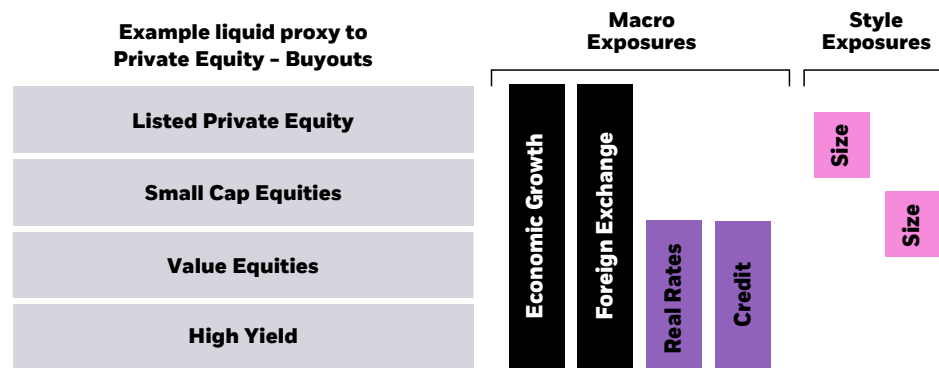 Example liquid proxy to
Private Equity – Buyouts
Macro
Exposures
Style
Exposures
Listed Private Equity
Small Cap Equities
Value Equities
High Yield
Economic Growth
Foreign Exchange
Real Rates
Credit
Size
Size